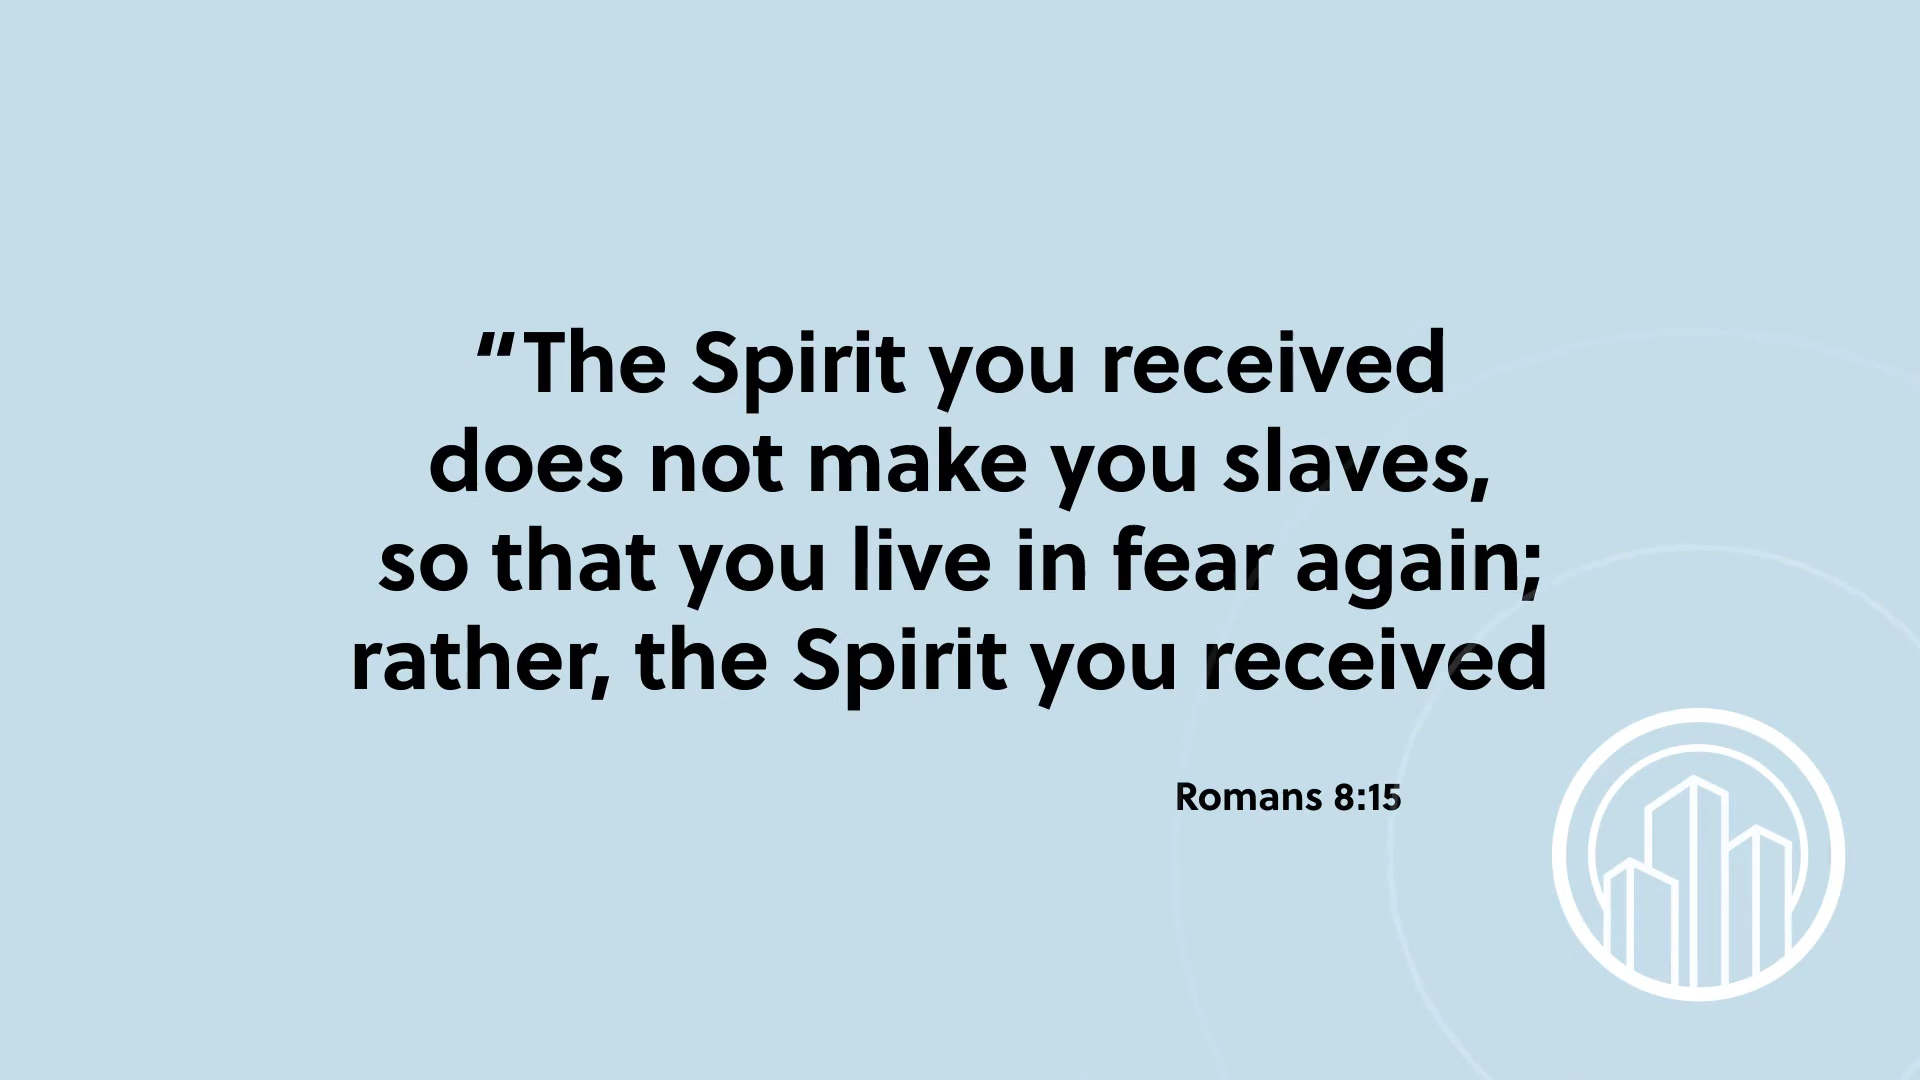 “The Spirit you received
does not make you slaves,
so that you live in fear again;
rather, the Spirit you received
Romans 8:15